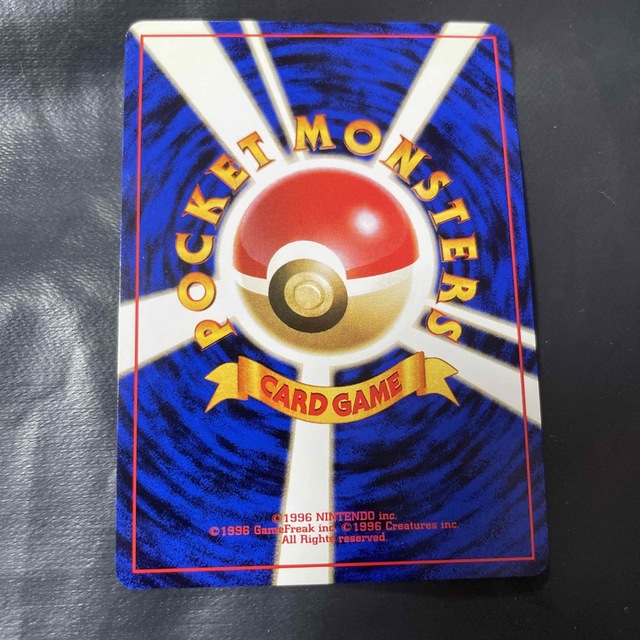 POCKET MONSTERS
CARD GAME
©1996 NINTENDO inc.
©1996 GameFreak inc. ©1996 Creatures inc.
All Rights reserved.